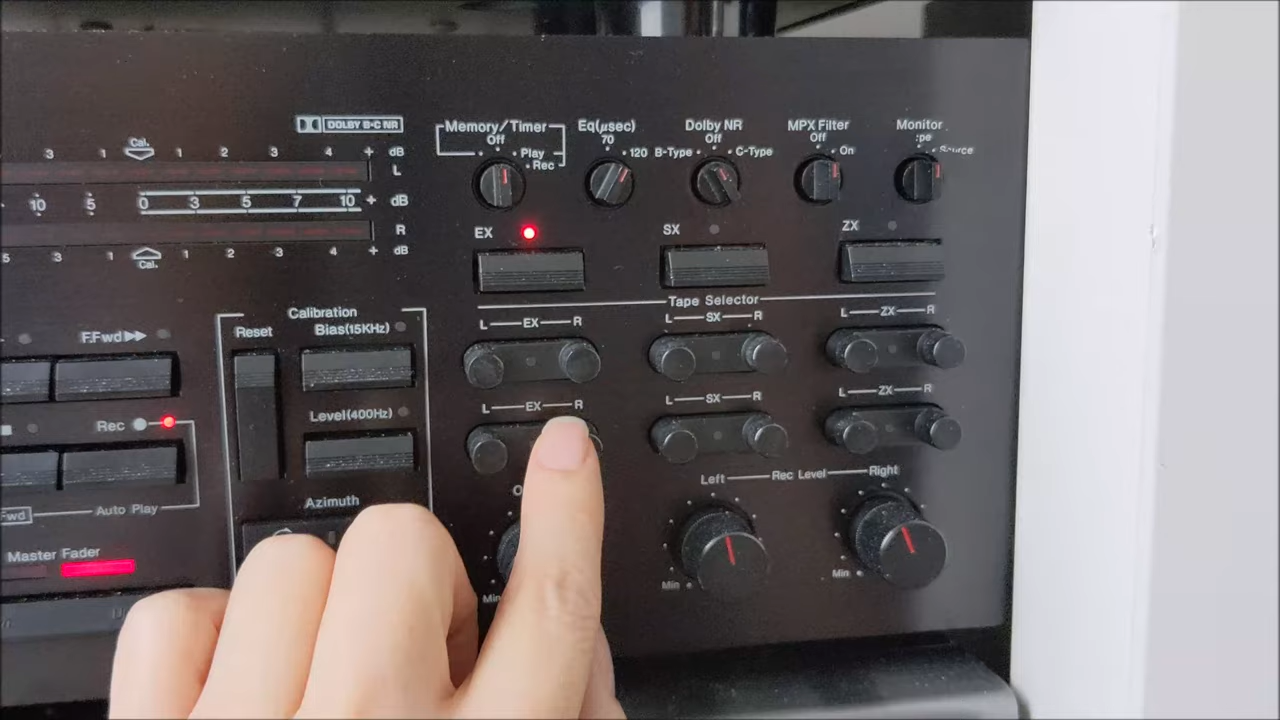 DOLBY B•C NR
Memory/Timer
Off
Play
Rec
Eq(μsec)
70
120
Dolby NR
Off
B-Type
C-Type
MPX Filter
Off
On
Monitor
Source
3 1 Cal. 1 2 3 4 + dB
L
10 5 0 3 5 7 10 + dB
R
5 3 1 Cal. 1 2 3 4 + dB
EX
SX
ZX
Tape Selector
L EX R
L SX R
L ZX R
L EX R
L SX R
L ZX R
Calibration
Reset
Bias(15KHz)
Level(400Hz)
Azimuth
F.Fwd
Rec
Auto Play
Master Fader
Left Rec Level Right
Min
Min
Min